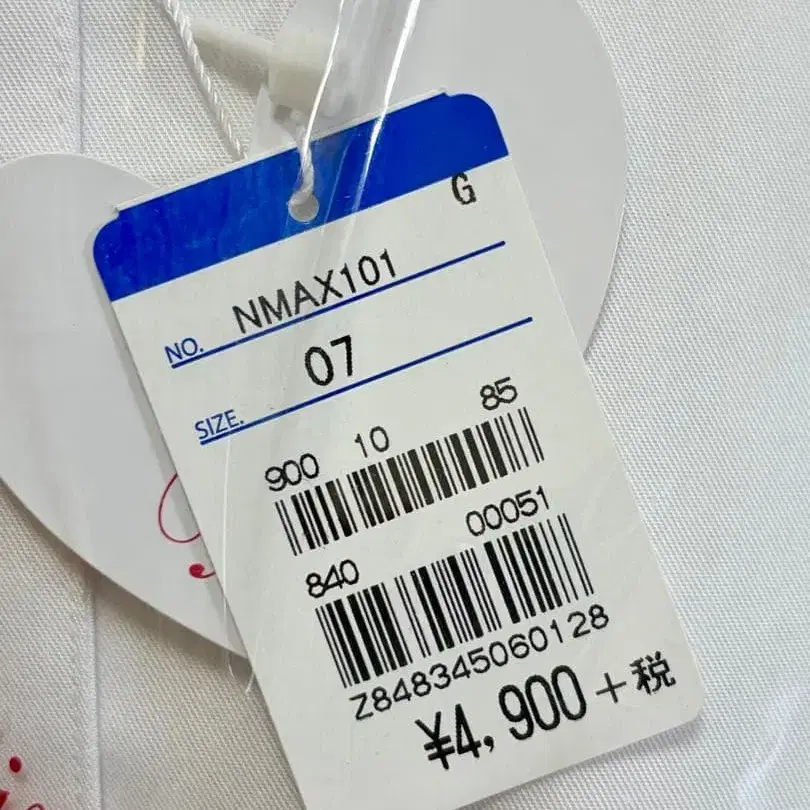 G
NO. NMAX101
SIZE. 07
900 10 85
840 00051
Z848345060128
¥4,900+税